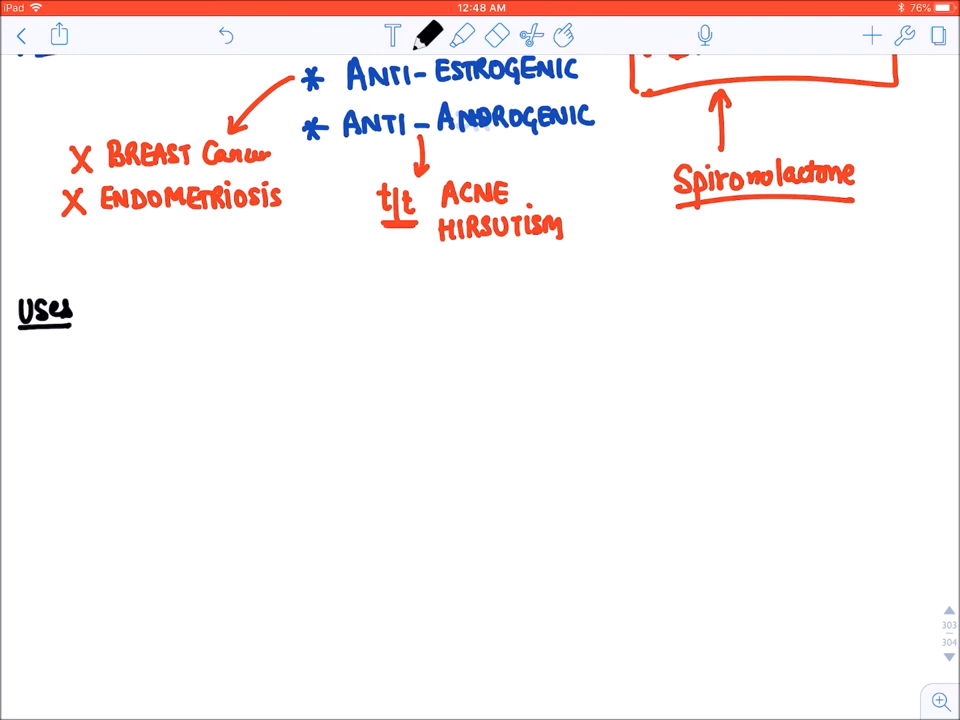 iPad 12:48 AM 76%
T
* ANTI-ESTROGENIC
* ANTI-ANDROGENIC
X BREAST Cancer
X ENDOMETRIOSIS
t|t ACNE
HIRSUTISM
Spironolactone
Uses
303
304